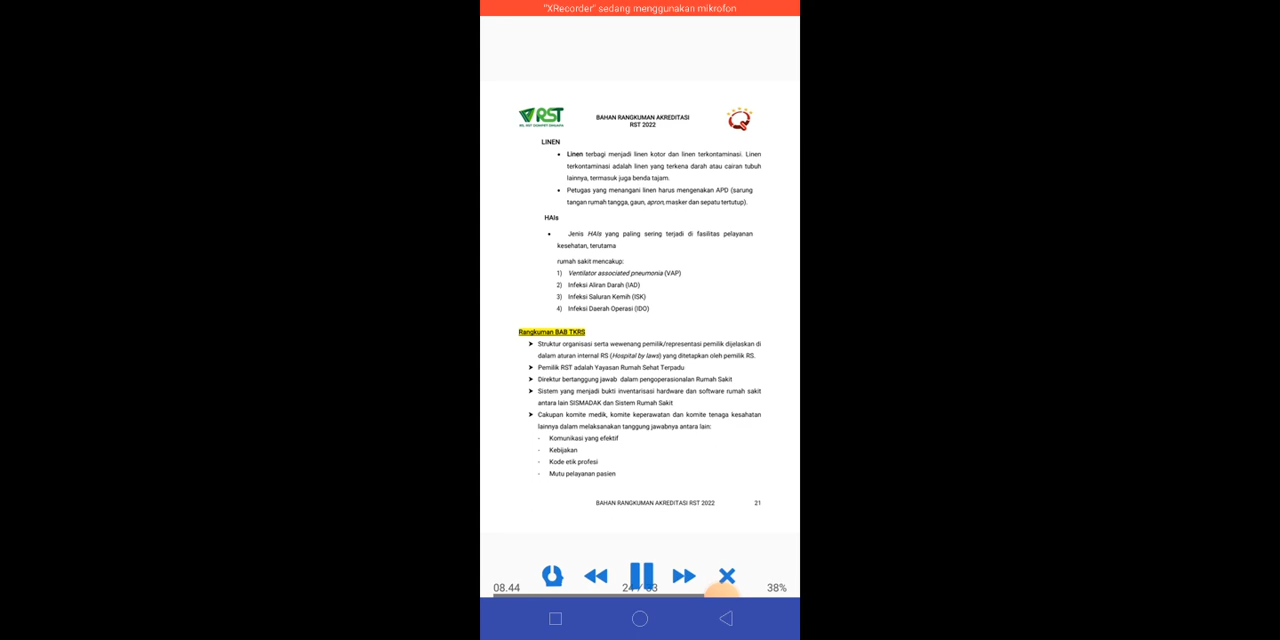 "XRecorder" sedang menggunakan mikrofon
RST
BAHAN RANGKUMAN AKREDITASI
RST 2022
LINEN
• Linen terbagi menjadi linen kotor dan linen terkontaminasi. Linen
terkontaminasi adalah linen yang terkena darah atau cairan tubuh
lainnya, termasuk juga benda tajam.
• Petugas yang menangani linen harus mengenakan APD (sarung
tangan rumah tangga, gaun, apron, masker dan sepatu tertutup).
HAIs
• Jenis HAIs yang paling sering terjadi di fasilitas pelayanan
kesehatan, terutama
rumah sakit mencakup:
1) Ventilator associated pneumonia (VAP)
2) Infeksi Aliran Darah (IAD)
3) Infeksi Saluran Kemih (ISK)
4) Infeksi Daerah Operasi (IDO)
Rangkuman BAB TKRS
➤ Struktur organisasi serta wewenang pemilik/representasi pemilik dijelaskan di
dalam aturan internal RS (Hospital by laws) yang ditetapkan oleh pemilik RS.
➤ Pemilik RST adalah Yayasan Rumah Sehat Terpadu
➤ Direktur bertanggung jawab dalam pengoperasionalan Rumah Sakit
➤ Sistem yang menjadi bukti inventarisasi hardware dan software rumah sakit
antara lain SISMADAK dan Sistem Rumah Sakit
➤ Cakupan komite medik, komite keperawatan dan komite tenaga kesahatan
lainnya dalam melaksanakan tanggung jawabnya antara lain:
- Komunikasi yang efektif
- Kebijakan
- Kode etik profesi
- Mutu pelayanan pasien
BAHAN RANGKUMAN AKREDITASI RST 2022 21
08.44
38%